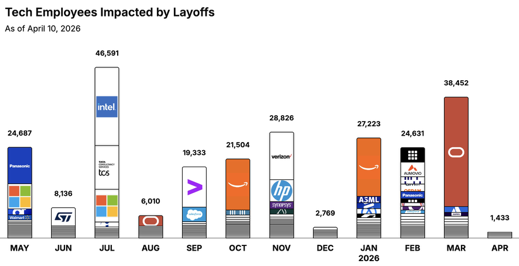 Tech Employees Impacted by Layoffs
As of April 10, 2026
46,591
38,452
28,826
27,223
24,687
24,631
21,504
19,333
8,136
6,010
2,769
1,433
intel
tcs
Panasonic
Walmart
verizon
hp
SYNOPSYS
ASML
Panasonic
MAY
JUN
JUL
AUG
SEP
OCT
NOV
DEC
JAN
2026
FEB
MAR
APR